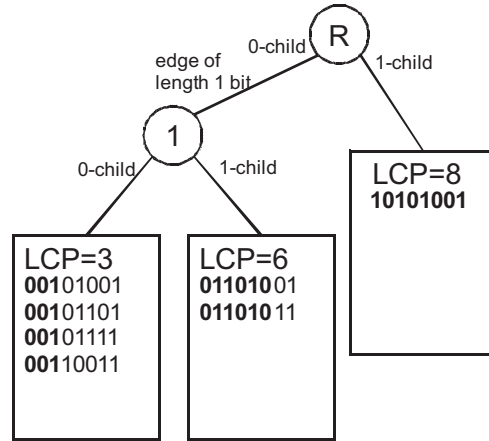 R
0-child
1-child
edge of
length 1 bit
1
0-child
1-child
LCP=8
10101001
LCP=3
00101001
00101101
00101111
00110011
LCP=6
01101001
01101011